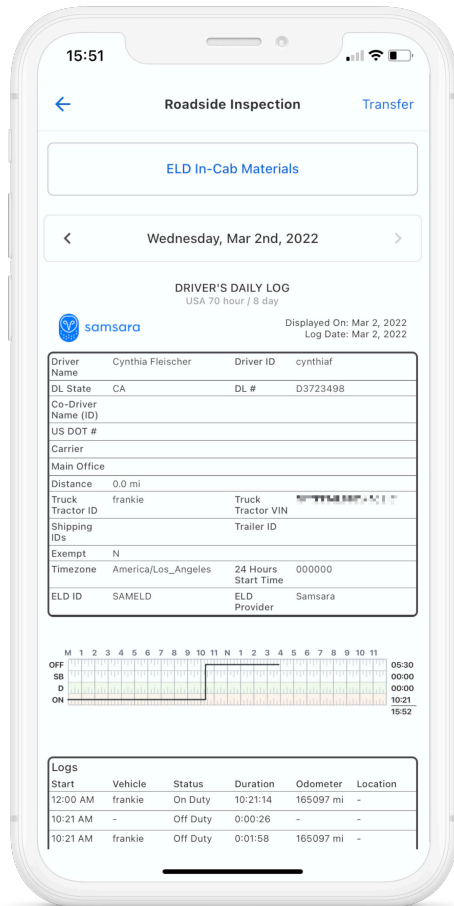 15:51
Roadside Inspection Transfer
ELD In-Cab Materials
Wednesday, Mar 2nd, 2022
DRIVER'S DAILY LOG
USA 70 hour / 8 day
samsara
Displayed On: Mar 2, 2022
Log Date: Mar 2, 2022
Driver Name Cynthia Fleischer Driver ID cynthiaf
DL State CA DL # D3723498
Co-Driver Name (ID)
US DOT #
Carrier
Main Office
Distance 0.0 mi
Truck Tractor ID frankie Truck Tractor VIN
Shipping IDs Trailer ID
Exempt N
Timezone America/Los_Angeles 24 Hours Start Time 000000
ELD ID SAMELD ELD Provider Samsara
M 1 2 3 4 5 6 7 8 9 10 11 N 1 2 3 4 5 6 7 8 9 10 11
OFF 05:30
SB 00:00
D 00:00
ON 10:21
15:52
Logs
Start Vehicle Status Duration Odometer Location
12:00 AM frankie On Duty 10:21:14 165097 mi -
10:21 AM - Off Duty 0:00:26 - -
10:21 AM frankie Off Duty 0:01:58 165097 mi -